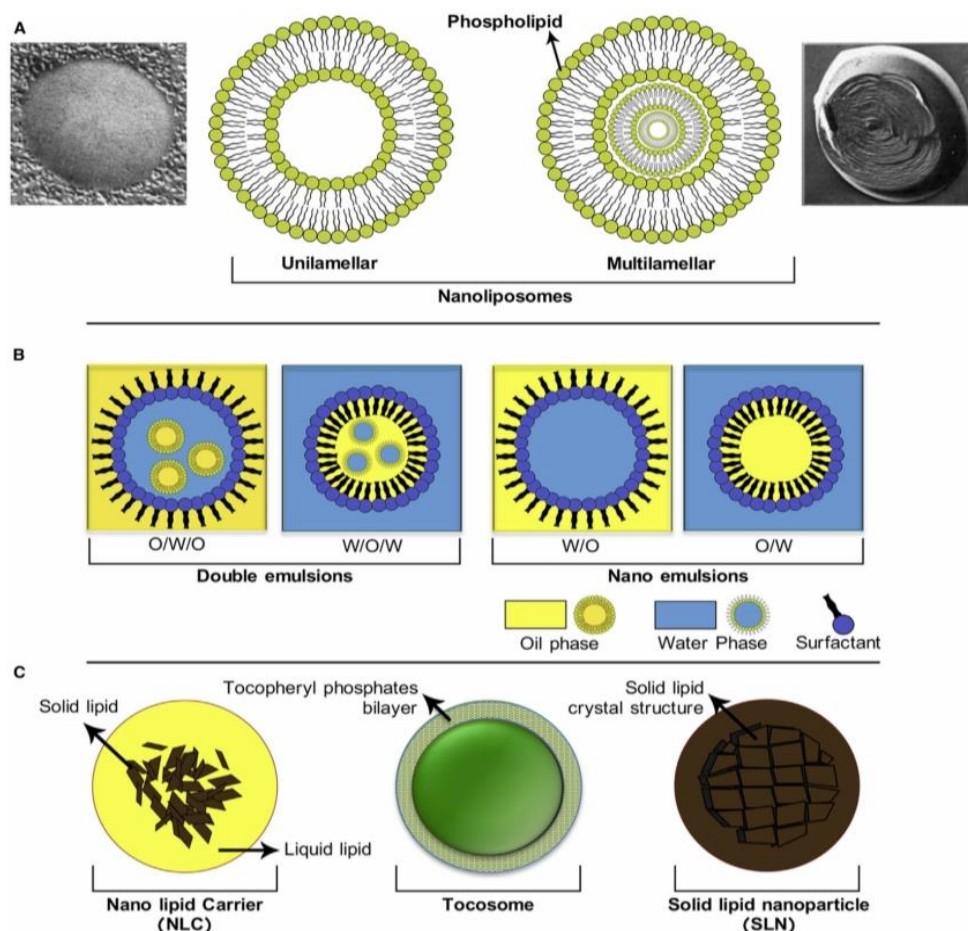 A
Phospholipid
Unilamellar
Multilamellar
Nanoliposomes
B
O/W/O
W/O/W
W/O
O/W
Double emulsions
Nano emulsions
Oil phase
Water Phase
Surfactant
C
Solid lipid
Tocopheryl phosphates
bilayer
Solid lipid
crystal structure
Liquid lipid
Nano lipid Carrier
(NLC)
Tocosome
Solid lipid nanoparticle
(SLN)